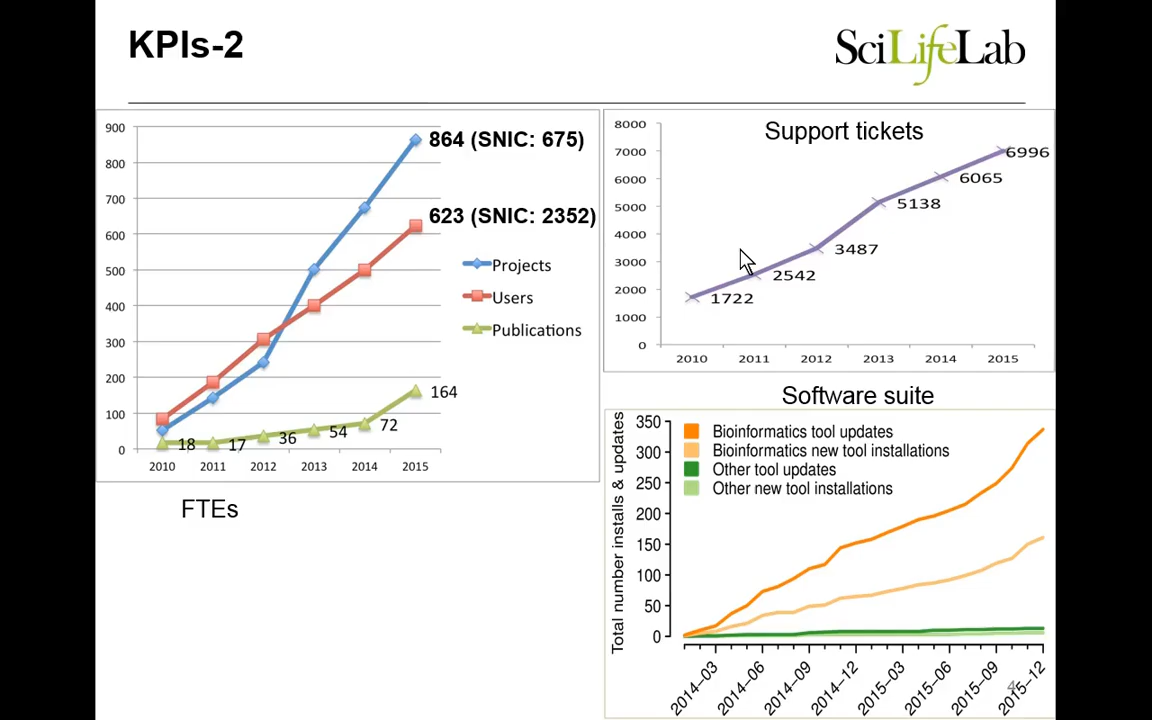 KPIs-2
SciLifeLab
900
800
700
600
500
400
300
200
100
0
2010 2011 2012 2013 2014 2015
864 (SNIC: 675)
623 (SNIC: 2352)
Projects
Users
Publications
18
17
36
54
72
164
FTEs
Support tickets
8000
7000
6000
5000
4000
3000
2000
1000
0
2010 2011 2012 2013 2014 2015
1722
2542
3487
5138
6065
6996
Software suite
Total number installs & updates
350
300
250
200
150
100
50
0
Bioinformatics tool updates
Bioinformatics new tool installations
Other tool updates
Other new tool installations
2014–03
2014–06
2014–09
2014–12
2015–03
2015–06
2015–09
2015–12
4